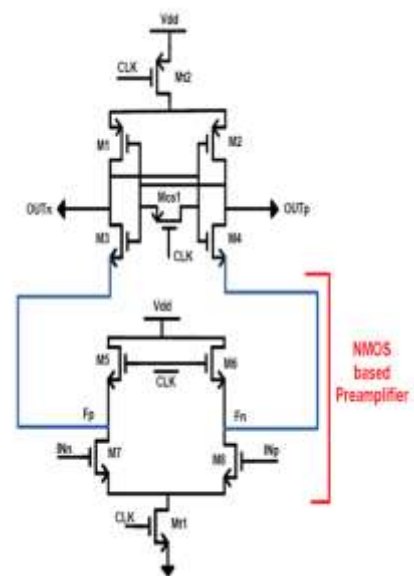 Vdd
CLK
Mt2
M1
M2
Mos1
OUTn
OUTp
M3
M4
CLK
Vdd
NMOS
based
Preamplifier
M5
M6
CLK
Fp
Fn
INn
M7
M8
INp
CLK
Mt1